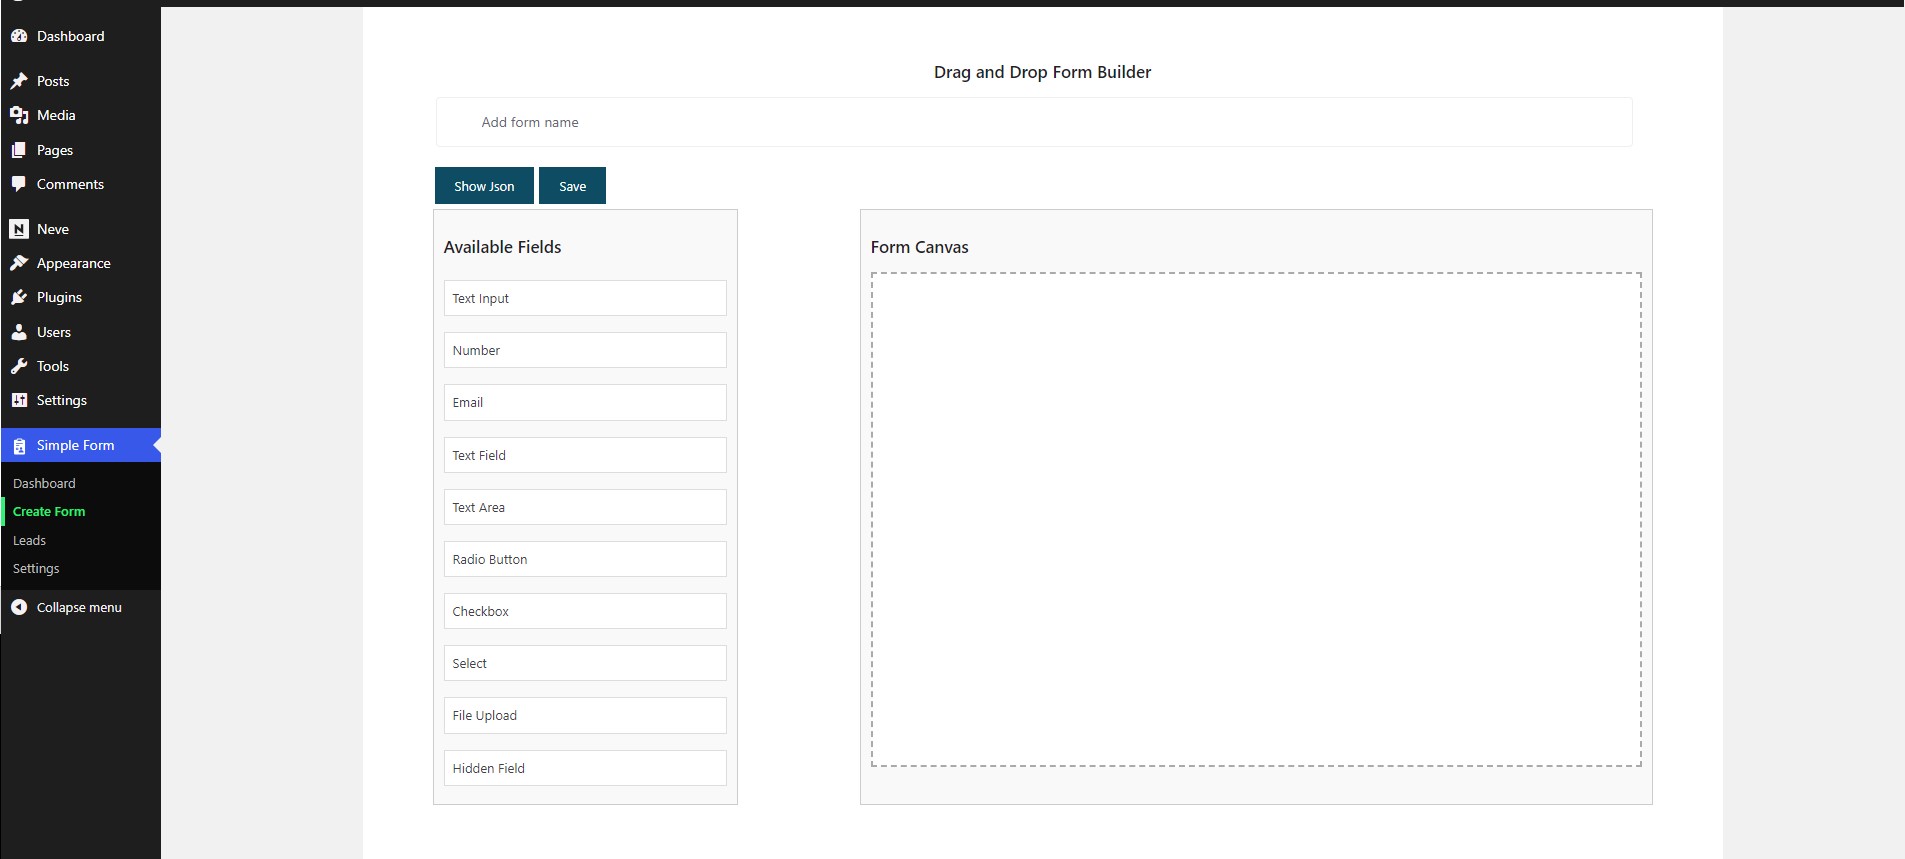 Dashboard
Posts
Media
Pages
Comments
Neve
Appearance
Plugins
Users
Tools
Settings
Simple Form
Dashboard
Create Form
Leads
Settings
Collapse menu
Drag and Drop Form Builder
Add form name
Show Json
Save
Available Fields
Text Input
Number
Email
Text Field
Text Area
Radio Button
Checkbox
Select
File Upload
Hidden Field
Form Canvas